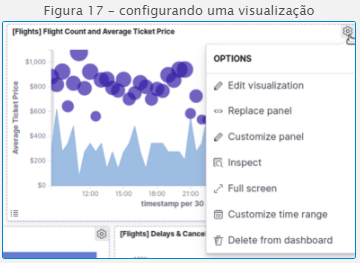 Figura 17 – configurando uma visualização
[Flights] Flight Count and Average Ticket Price
OPTIONS
Edit visualization
Replace panel
Customize panel
Inspect
Full screen
Customize time range
Delete from dashboard
Average Ticket Price
$1,000
$800
$600
$400
$200
$0
12:00
15:00
18:00
21:00
timestamp per 30
[Flights] Delays & Cance